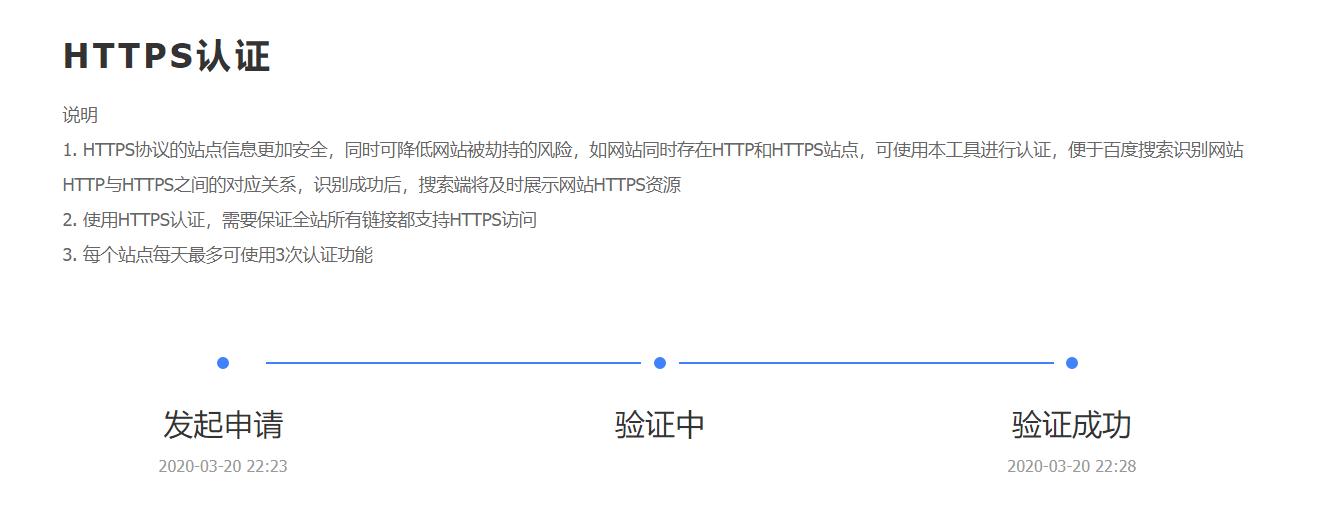 HTTPS认证
说明
1. HTTPS协议的站点信息更加安全，同时可降低网站被劫持的风险，如网站同时存在HTTP和HTTPS站点，可使用本工具进行认证，便于百度搜索识别网站
HTTP与HTTPS之间的对应关系，识别成功后，搜索端将及时展示网站HTTPS资源
2. 使用HTTPS认证，需要保证全站所有链接都支持HTTPS访问
3. 每个站点每天最多可使用3次认证功能
发起申请 验证中 验证成功
2020-03-20 22:23 2020-03-20 22:28